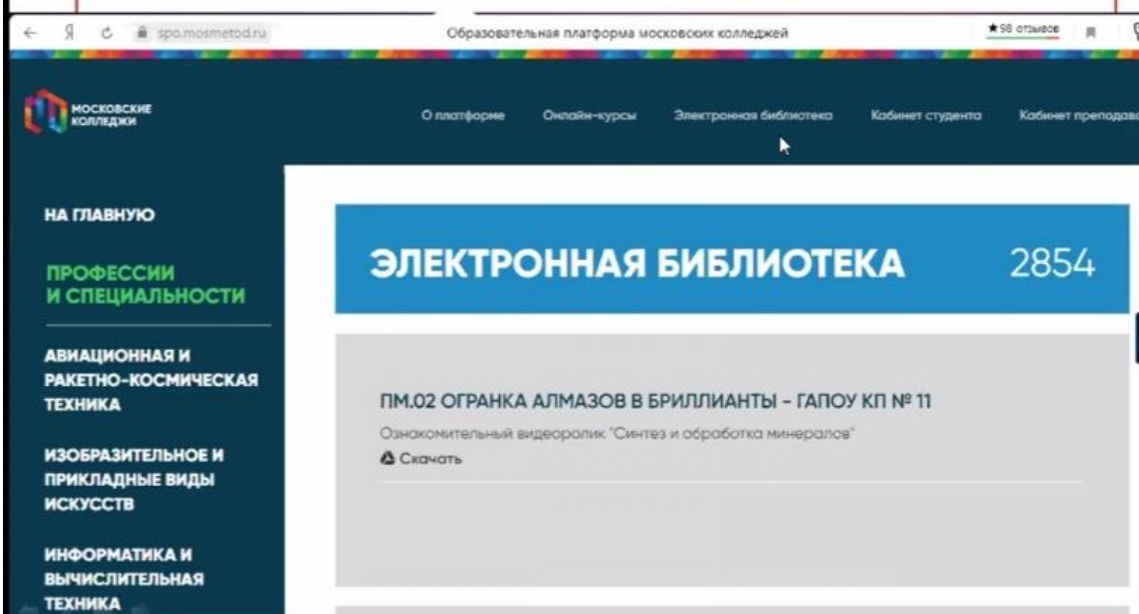 Я
spo.mosmetod.ru
Образовательная платформа московских колледжей
★98 отзывов
МОСКОВСКИЕ
КОЛЛЕДЖИ
О платформе
Онлайн-курсы
Электронная библиотека
Кабинет студента
Кабинет преподав
НА ГЛАВНУЮ
ПРОФЕССИИ
И СПЕЦИАЛЬНОСТИ
АВИАЦИОННАЯ И
РАКЕТНО-КОСМИЧЕСКАЯ
ТЕХНИКА
ИЗОБРАЗИТЕЛЬНОЕ И
ПРИКЛАДНЫЕ ВИДЫ
ИСКУССТВ
ИНФОРМАТИКА И
ВЫЧИСЛИТЕЛЬНАЯ
ТЕХНИКА
ЭЛЕКТРОННАЯ БИБЛИОТЕКА
2854
ПМ.02 ОГРАНКА АЛМАЗОВ В БРИЛЛИАНТЫ - ГАПОУ КП № 11
Ознакомительный видеоролик "Синтез и обработка минералов"
Скачать